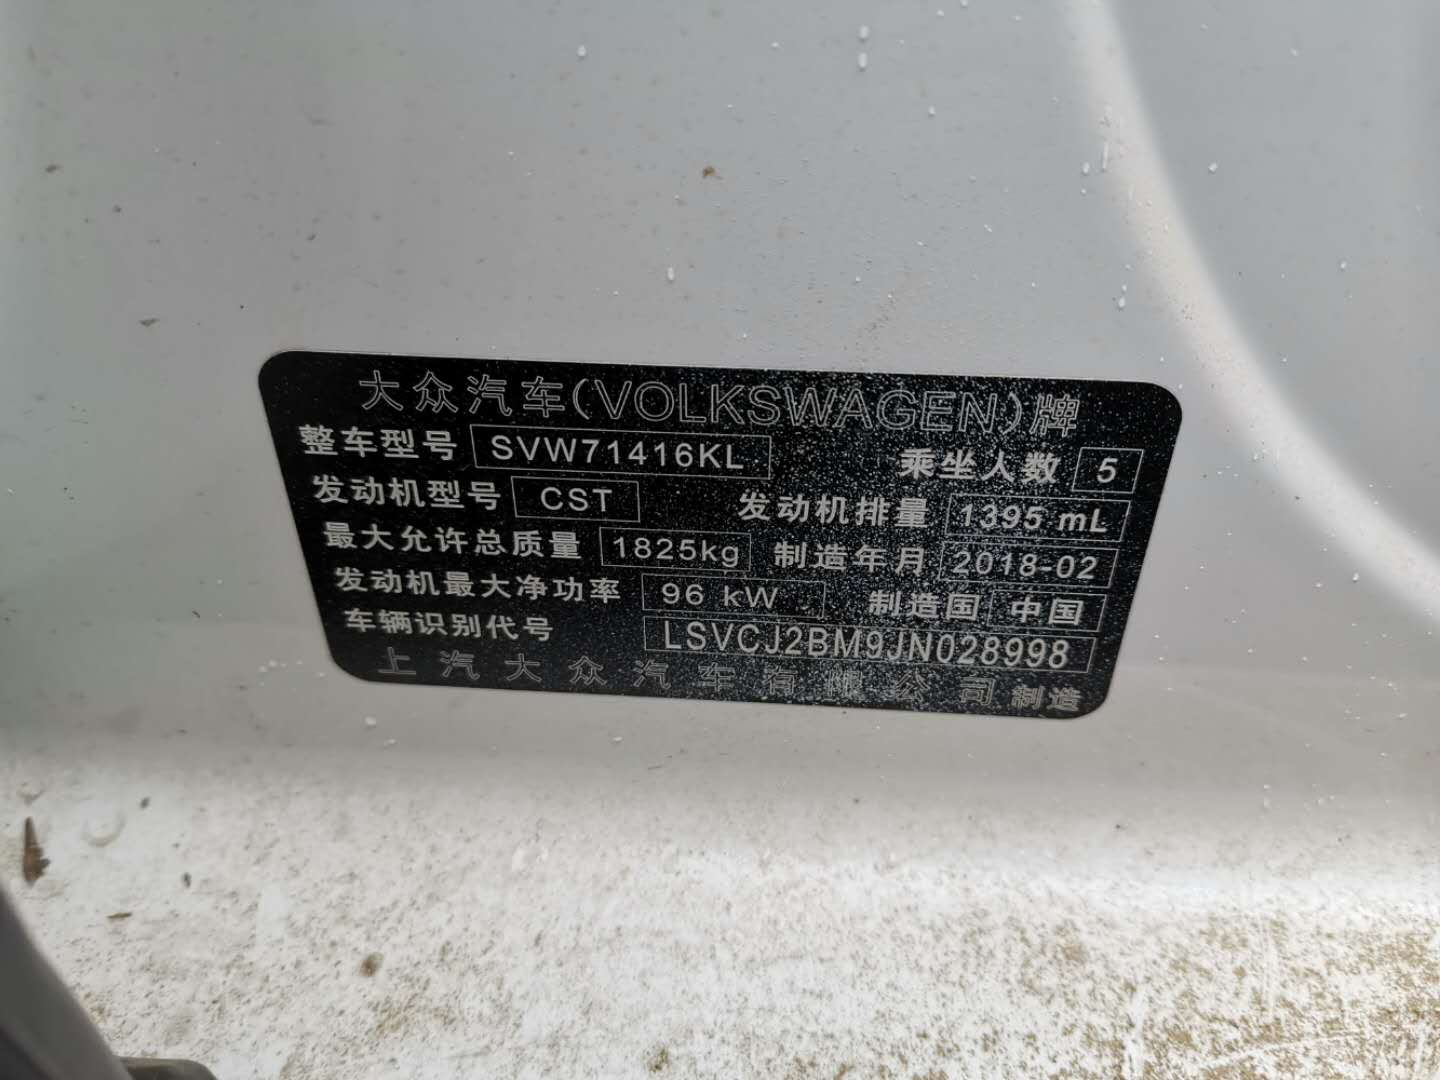 大众汽车(VOLKSWAGEN)牌
整车型号 SVW71416KL 乘坐人数 5
发动机型号 CST 发动机排量 1395 mL
最大允许总质量 1825kg 制造年月 2018-02
发动机最大净功率 96 kW 制造国 中国
车辆识别代号 LSVCJ2BM9JN028998
上汽大众汽车有限公司 制造